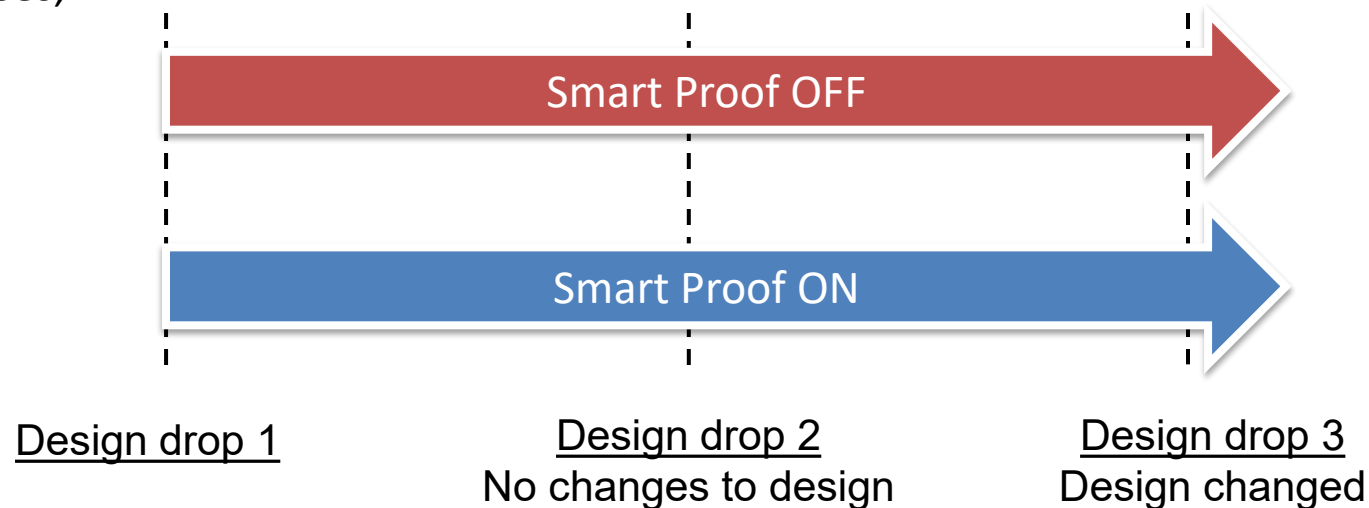 Smart Proof OFF
Smart Proof ON
Design drop 1
Design drop 2
No changes to design
Design drop 3
Design changed